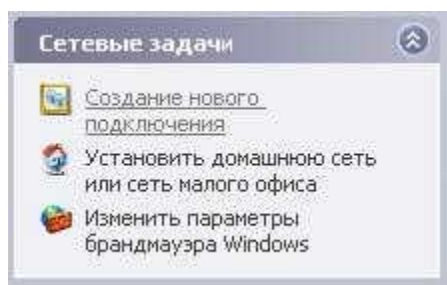 Сетевые задачи
Создание нового
подключения
Установить домашнюю сеть
или сеть малого офиса
Изменить параметры
брандмауэра Windows